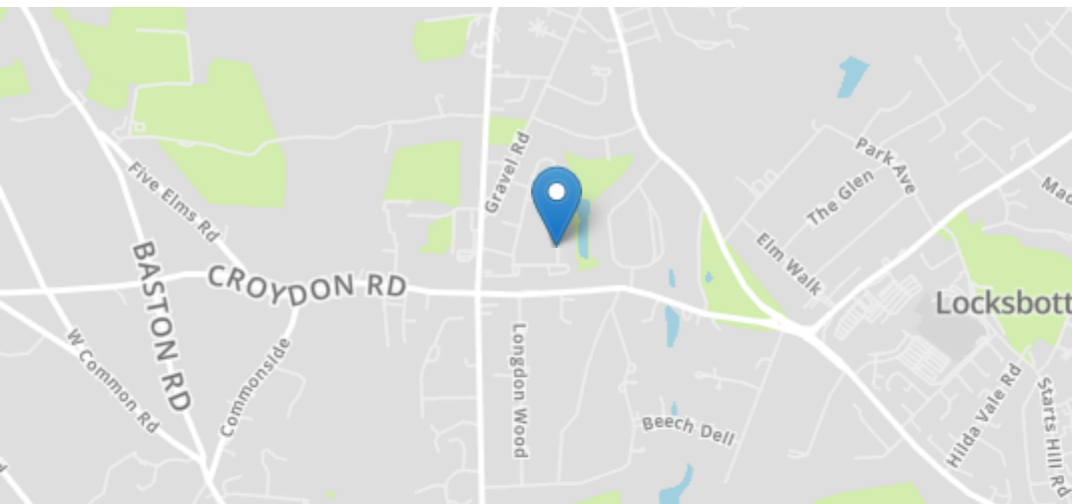 Gravel Rd
Park Ave
The Glen
Five Elms Rd
Elm Walk
BASTON RD
CROYDON RD
Locksbott
W Common Rd
Commonside
Longdon Wood
Beech Dell
Hilda Vale Rd
Starts Hill Rd